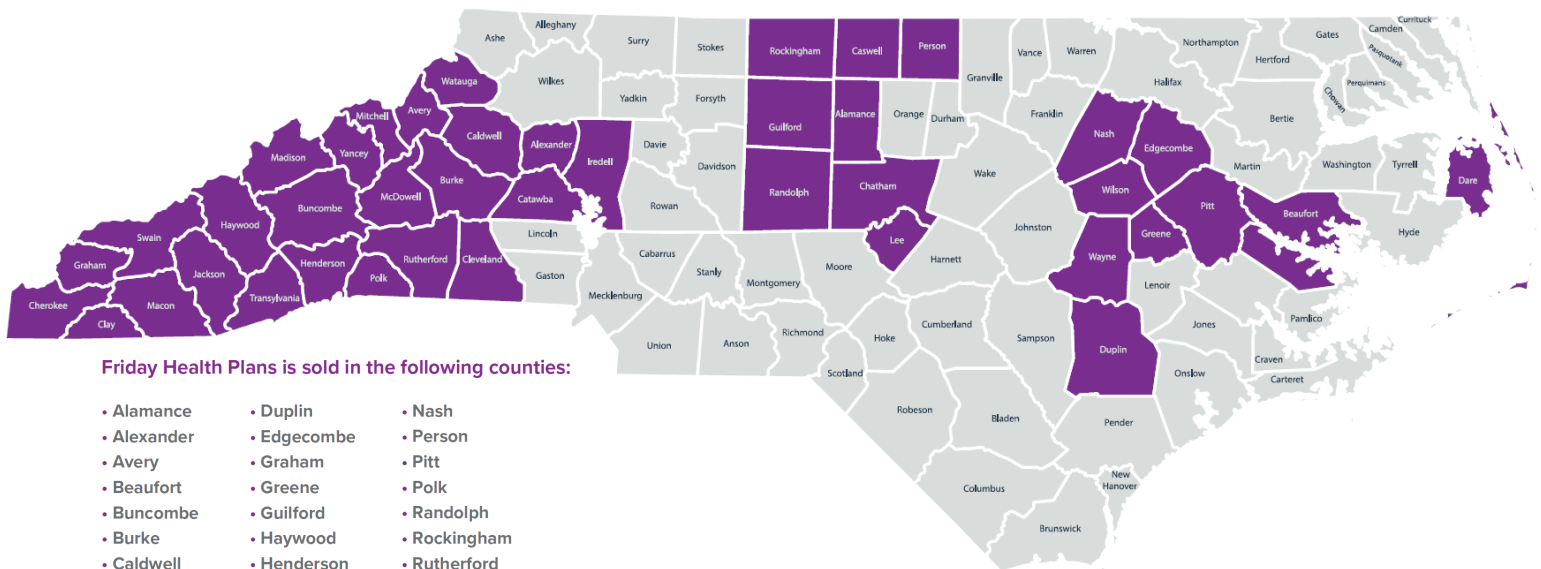 Alleghany
Ashe
Surry
Stokes
Rockingham
Caswell
Person
Granville
Vance
Warren
Northampton
Gates
Currituck
Camden
Pasquotank
Hertford
Halifax
Perquimans
Chowan
Bertie
Watauga
Wilkes
Yadkin
Forsyth
Guilford
Alamance
Orange
Durham
Franklin
Nash
Edgecombe
Martin
Washington
Tyrrell
Dare
Mitchell
Avery
Caldwell
Alexander
Iredell
Davie
Davidson
Randolph
Chatham
Wake
Wilson
Pitt
Beaufort
Hyde
Madison
Yancey
McDowell
Burke
Catawba
Rowan
Lee
Johnston
Greene
Wayne
Buncombe
Haywood
Swain
Graham
Jackson
Henderson
Rutherford
Cleveland
Lincoln
Gaston
Cabarrus
Stanly
Montgomery
Moore
Harnett
Lenoir
Cherokee
Clay
Macon
Transylvania
Polk
Mecklenburg
Union
Anson
Richmond
Scotland
Hoke
Cumberland
Sampson
Duplin
Jones
Craven
Pamlico
Carteret
Onslow
Robeson
Bladen
Pender
Columbus
New
Hanover
Brunswick
Friday Health Plans is sold in the following counties:
• Alamance
• Alexander
• Avery
• Beaufort
• Buncombe
• Burke
• Caldwell
• Duplin
• Edgecombe
• Graham
• Greene
• Guilford
• Haywood
• Henderson
• Nash
• Person
• Pitt
• Polk
• Randolph
• Rockingham
• Rutherford